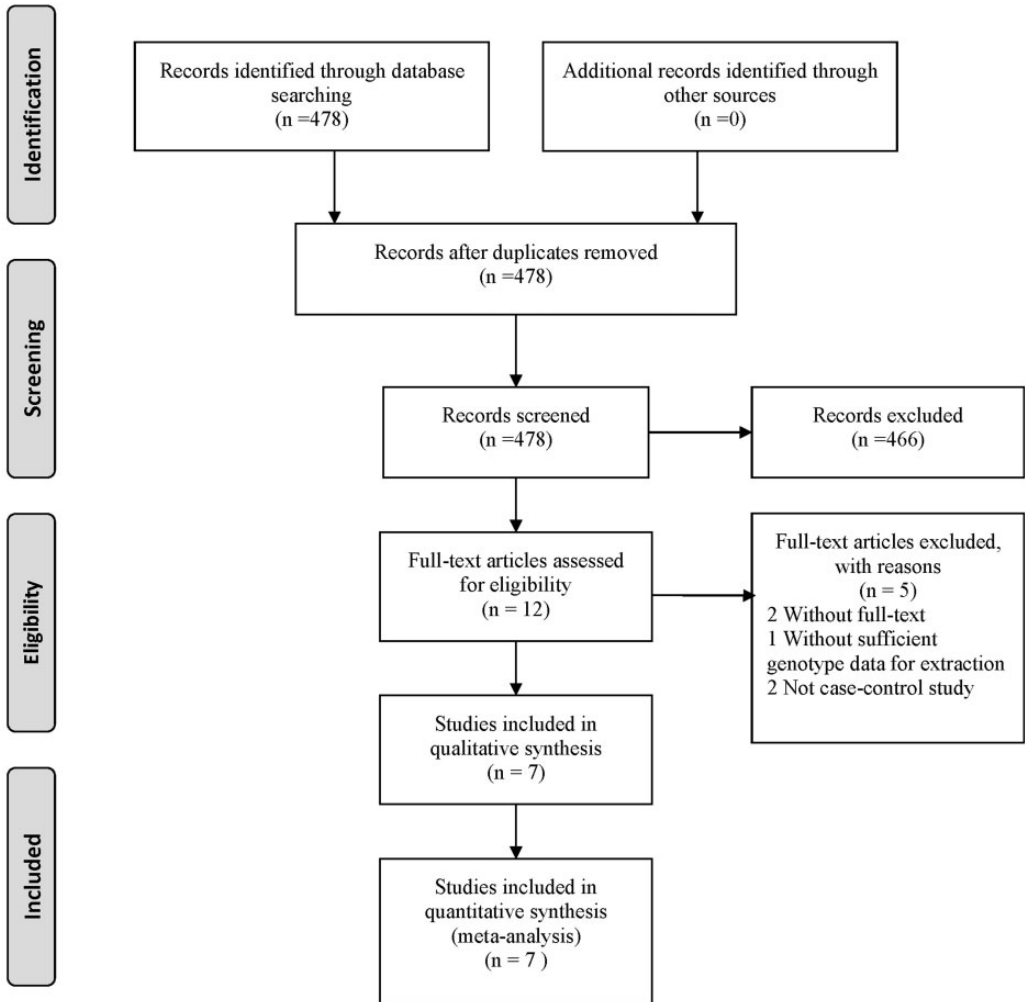 Identification
Records identified through database
searching
(n =478)
Additional records identified through
other sources
(n =0)
Screening
Records after duplicates removed
(n =478)
Records screened
(n =478)
Records excluded
(n =466)
Eligibility
Full-text articles assessed
for eligibility
(n = 12)
Full-text articles excluded,
with reasons
(n = 5)
2 Without full-text
1 Without sufficient
genotype data for extraction
2 Not case-control study
Studies included in
qualitative synthesis
(n = 7)
Included
Studies included in
quantitative synthesis
(meta-analysis)
(n = 7 )